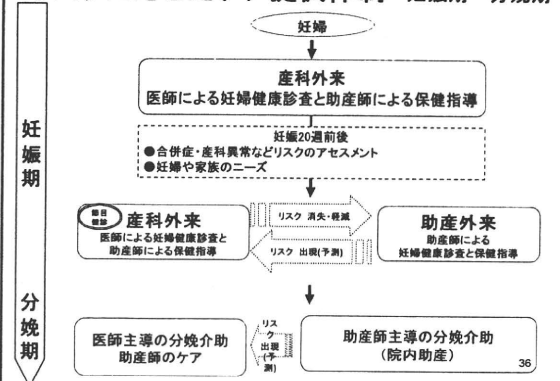 妊婦
産科外来
医師による妊婦健康診査と助産師による保健指導
妊娠20週前後
●合併症・産科異常などリスクのアセスメント
●妊婦や家族のニーズ
妊娠期
節目
健診
産科外来
医師による妊婦健康診査と
助産師による保健指導
リスク 消失・軽減
リスク 出現(予測)
助産外来
助産師による
妊婦健康診査と保健指導
分娩期
医師主導の分娩介助
助産師のケア
リス
ク
出現
(予
測)
助産師主導の分娩介助
(院内助産)
36